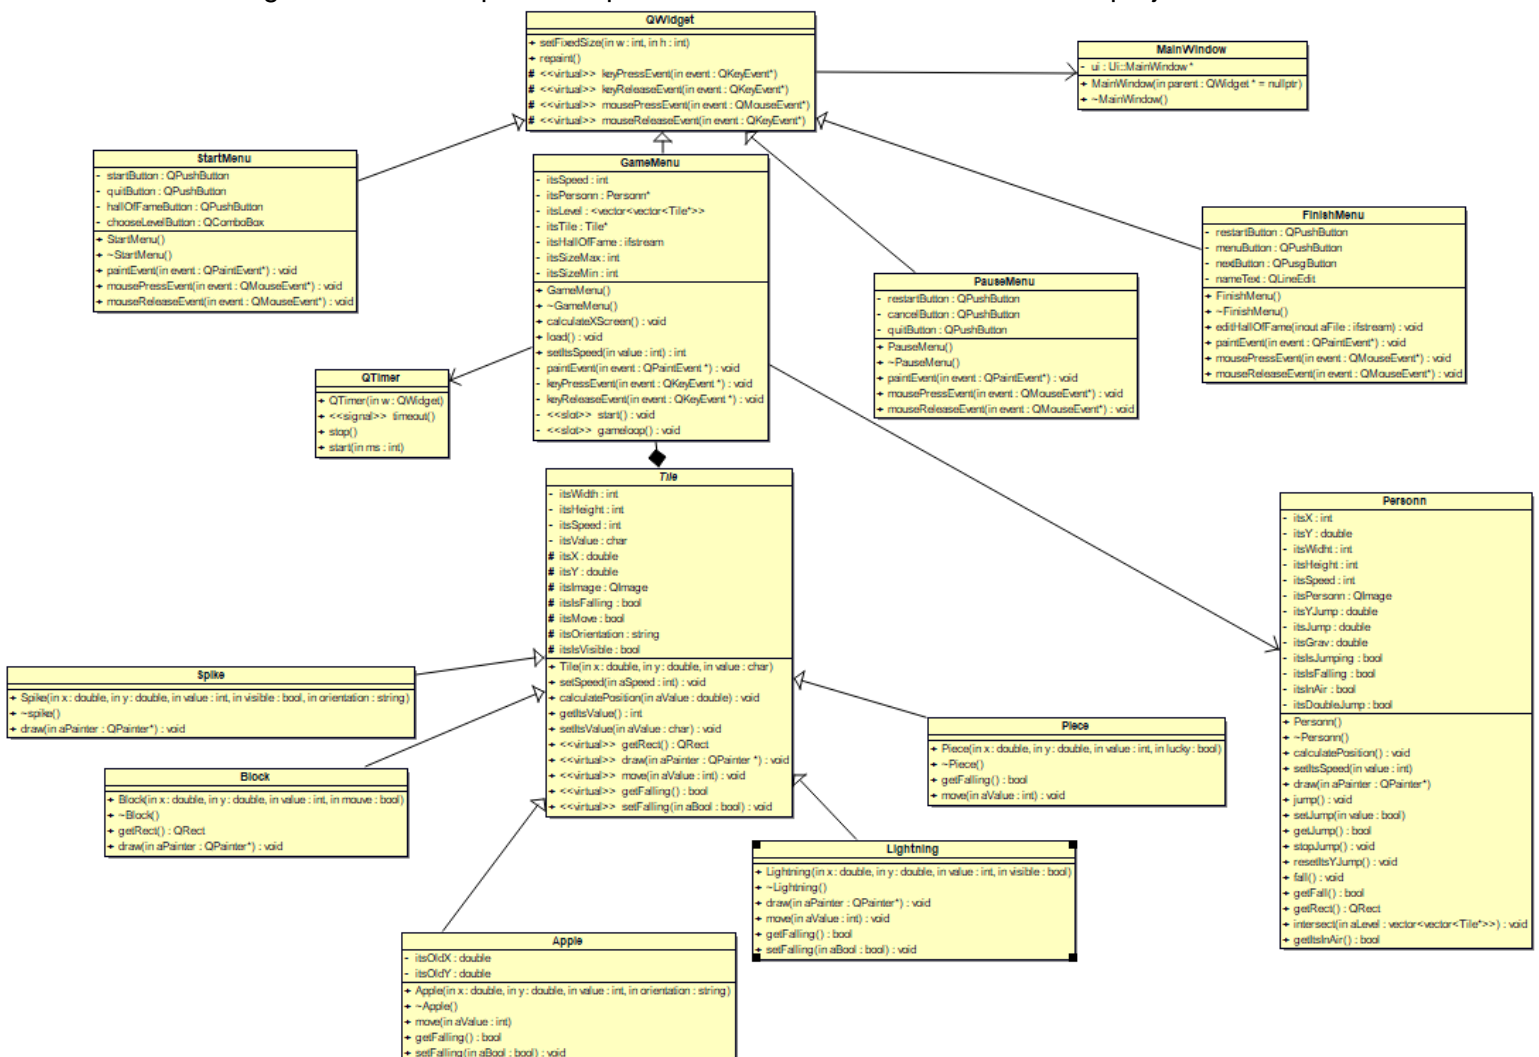 QWidget
+ setFixedSize(in w : int, in h : int)
+ repaint()
# <<virtual>> keyPressEvent(in event : QKeyEvent*)
# <<virtual>> keyReleaseEvent(in event : QKeyEvent*)
# <<virtual>> mousePressEvent(in event : QMouseEvent*)
# <<virtual>> mouseReleaseEvent(in event : QKeyEvent*)
MainWindow
- ui : Ui::MainWindow*
+ MainWindow(in parent : QWidget * = nullptr)
+ ~MainWindow()
StartMenu
- startButton : QPushButton
- quitButton : QPushButton
- hallOfFameButton : QPushButton
- chooseLevelButton : QComboBox
+ StartMenu()
+ ~StartMenu()
+ paintEvent(in event : QPaintEvent*) : void
+ mousePressEvent(in event : QMouseEvent*) : void
+ mouseReleaseEvent(in event : QMouseEvent*) : void
GameMenu
- itsSpeed : int
- itsPersonn : Personn*
- itsLevel : <vector<vector<Tile*>>
- itsTile : Tile*
- itsHallOfFame : ifstream
- itsSizeMax : int
- itsSizeMin : int
+ GameMenu()
+ ~GameMenu()
+ calculateXScreen() : void
+ load() : void
+ setItsSpeed(in value : int) : int
- paintEvent(in event : QPaintEvent *) : void
- keyPressEvent(in event : QKeyEvent *) : void
- keyReleaseEvent(in event : QKeyEvent *) : void
- <<slot>> start() : void
- <<slot>> gameloop() : void
FinishMenu
- restartButton : QPushButton
- menuButton : QPushButton
- nextButton : QPusgButton
- nameText : QLineEdit
+ FinishMenu()
+ ~FinishMenu()
+ editHallOfFame(inout aFile : ifstream) : void
+ paintEvent(in event : QPaintEvent*) : void
+ mousePressEvent(in event : QMouseEvent*) : void
+ mouseReleaseEvent(in event : QMouseEvent*) : void
PauseMenu
- restartButton : QPushButton
- cancelButton : QPushButton
- quitButton : QPushButton
+ PauseMenu()
+ ~PauseMenu()
+ paintEvent(in event : QPaintEvent*) : void
+ mousePressEvent(in event : QMouseEvent*) : void
+ mouseReleaseEvent(in event : QMouseEvent*) : void
QTimer
+ QTimer(in w : QWidget)
+ <<signal>> timeout()
+ stop()
+ start(in ms : int)
Tile
- itsWidth : int
- itsHeight : int
- itsSpeed : int
- itsValue : char
# itsX : double
# itsY : double
# itsImage : QImage
# itsIsFalling : bool
# itsMove : bool
# itsOrientation : string
# itsIsVisible : bool
+ Tile(in x : double, in y : double, in value : char)
+ setSpeed(in aSpeed : int) : void
+ calculatePosition(in aValue : double) : void
+ getItsValue() : int
+ setItsValue(in aValue : char) : void
+ <<virtual>> getRect() : QRect
+ <<virtual>> draw(in aPainter : QPainter *) : void
+ <<virtual>> move(in aValue : int) : void
+ <<virtual>> getFalling() : bool
+ <<virtual>> setFalling(in aBool : bool) : void
Personn
- itsX : int
- itsY : double
- itsWidht : int
- itsHeight : int
- itsSpeed : int
- itsPersonn : QImage
- itsYJump : double
- itsJump : double
- itsGrav : double
- itsIsJumping : bool
- itsIsFalling : bool
- itsInAir : bool
- itsDoubleJump : bool
+ Personn()
+ ~Personn()
+ calculatePosition() : void
+ setItsSpeed(in value : int)
+ draw(in aPainter : QPainter*)
+ jump() : void
+ setJump(in value : bool)
+ getJump() : bool
+ stopJump() : void
+ resetItsYJump() : void
+ fall() : void
+ getFall() : bool
+ getRect() : QRect
+ intersect(in aLevel : vector<vector<Tile*>>) : void
+ getItsInAir() : bool
Spike
+ Spike(in x : double, in y : double, in value : int, in visible : bool, in orientation : string)
+ ~spike()
+ draw(in aPainter : QPainter*) : void
Piece
+ Piece(in x : double, in y : double, in value : int, in lucky : bool)
+ ~Piece()
+ getFalling() : bool
+ move(in aValue : int) : void
Block
+ Block(in x : double, in y : double, in value : int, in mouve : bool)
+ ~Block()
+ getRect() : QRect
+ draw(in aPainter : QPainter*) : void
Lightning
+ Lightning(in x : double, in y : double, in value : int, in visible : bool)
+ ~Lightning()
+ draw(in aPainter : QPainter*) : void
+ move(in aValue : int) : void
+ getFalling() : bool
+ setFalling(in aBool : bool) : void
Apple
- itsOldX : double
- itsOldY : double
+ Apple(in x : double, in y : double, in value : int, in orientation : string)
+ ~Apple()
+ move(in aValue : int)
+ getFalling() : bool
+ setFalling(in aBool : bool) : void